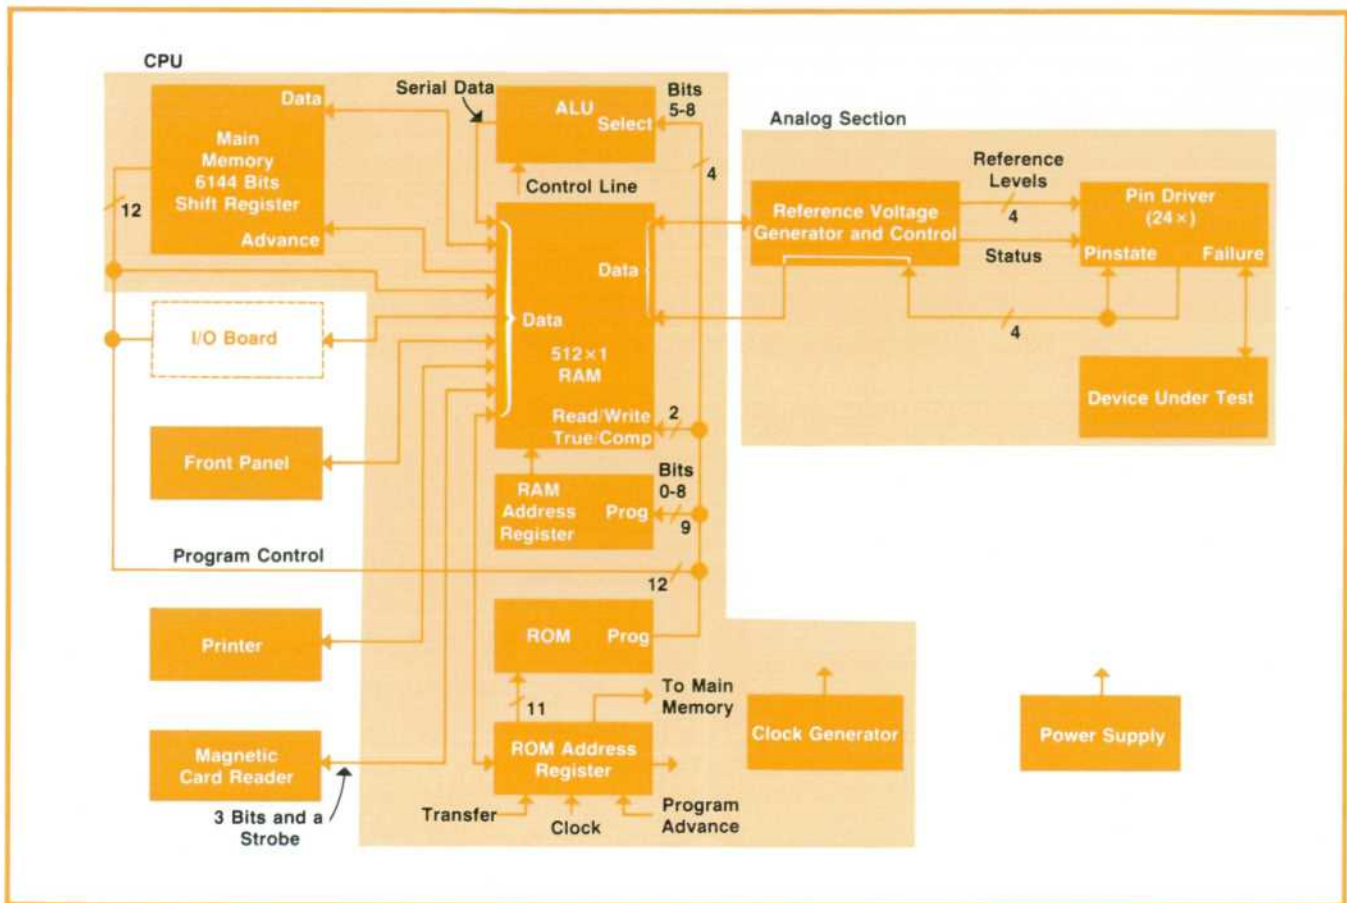 CPU
Data
Main
Memory
6144 Bits
Shift Register
Advance
12
Serial Data
ALU
Select
Bits
5-8
4
Control Line
Data
Data
512×1
RAM
Read/Write
True/Comp
2
RAM
Address
Register
Prog
Bits
0-8
9
I/O Board
Front Panel
Program Control
12
Printer
ROM
Prog
11
To Main
Memory
Magnetic
Card Reader
3 Bits and a
Strobe
ROM Address
Register
Transfer
Clock
Program
Advance
Clock Generator
Power Supply
Analog Section
Reference Voltage
Generator and Control
Reference
Levels
4
Status
Pin Driver
(24×)
Pinstate
Failure
4
Device Under Test